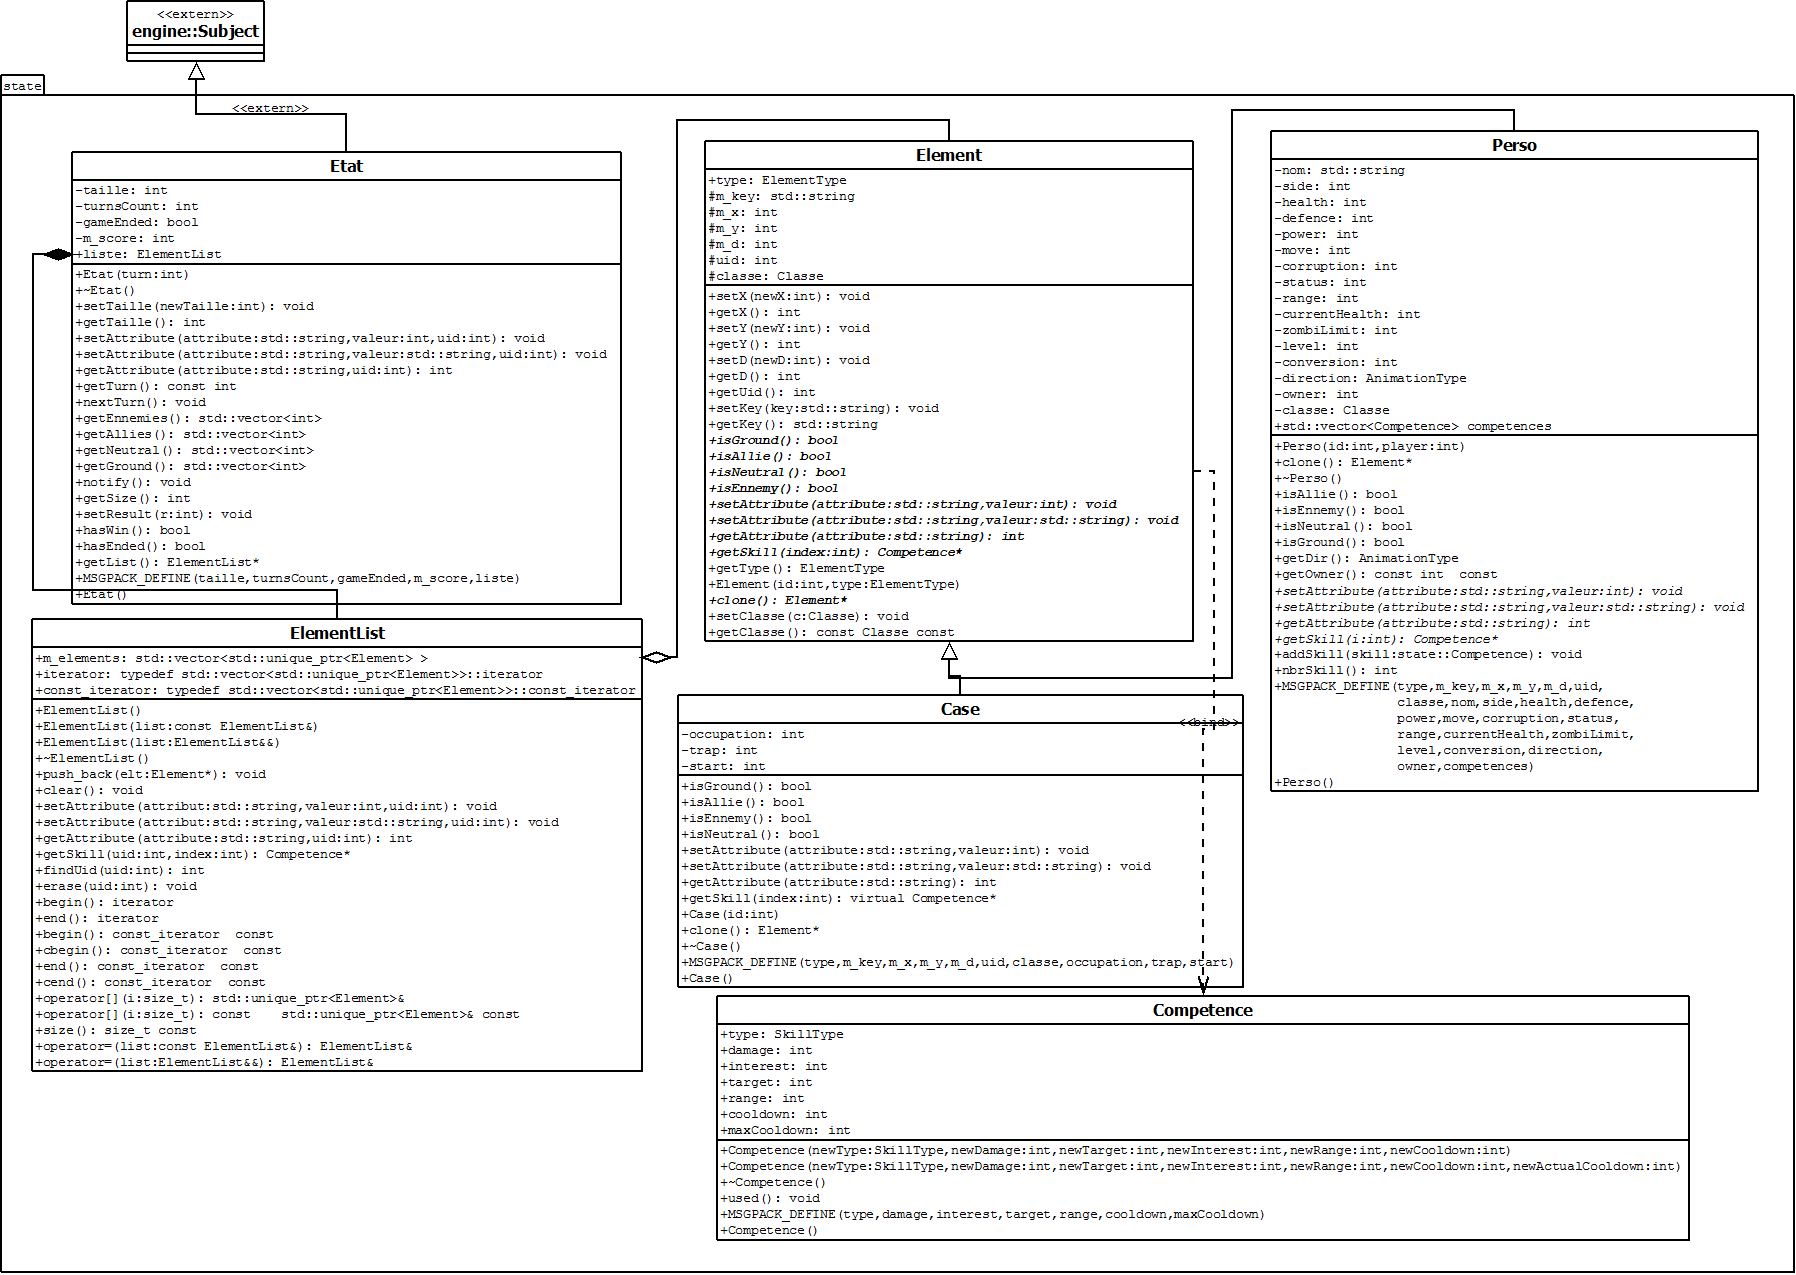 <<extern>>
engine::Subject
state
<<extern>>
Etat
-taille: int
-turnsCount: int
-gameEnded: bool
-m_score: int
+liste: ElementList
+Etat(turn:int)
+~Etat()
+setTaille(newTaille:int): void
+getTaille(): int
+setAttribute(attribute:std::string,valeur:int,uid:int): void
+setAttribute(attribute:std::string,valeur:std::string,uid:int): void
+getAttribute(attribute:std::string,uid:int): int
+getTurn(): const int
+nextTurn(): void
+getEnnemies(): std::vector<int>
+getAllies(): std::vector<int>
+getNeutral(): std::vector<int>
+getGround(): std::vector<int>
+notify(): void
+getSize(): int
+setResult(r:int): void
+hasWin(): bool
+hasEnded(): bool
+getList(): ElementList*
+MSGPACK_DEFINE(taille,turnsCount,gameEnded,m_score,liste)
+Etat()
Element
+type: ElementType
#m_key: std::string
#m_x: int
#m_y: int
#m_d: int
#uid: int
#classe: Classe
+setX(newX:int): void
+getX(): int
+setY(newY:int): void
+getY(): int
+setD(newD:int): void
+getD(): int
+getUid(): int
+setKey(key:std::string): void
+getKey(): std::string
+isGround(): bool
+isAllie(): bool
+isNeutral(): bool
+isEnnemy(): bool
+setAttribute(attribute:std::string,valeur:int): void
+setAttribute(attribute:std::string,valeur:std::string): void
+getAttribute(attribute:std::string): int
+getSkill(index:int): Competence*
+getType(): ElementType
+Element(id:int,type:ElementType)
+clone(): Element*
+setClasse(c:Classe): void
+getClasse(): const Classe const
Perso
-nom: std::string
-side: int
-health: int
-defence: int
-power: int
-move: int
-corruption: int
-status: int
-range: int
-currentHealth: int
-zombiLimit: int
-level: int
-conversion: int
-direction: AnimationType
-owner: int
-classe: Classe
+std::vector<Competence> competences
+Perso(id:int,player:int)
+clone(): Element*
+~Perso()
+isAllie(): bool
+isEnnemy(): bool
+isNeutral(): bool
+isGround(): bool
+getDir(): AnimationType
+getOwner(): const int  const
+setAttribute(attribute:std::string,valeur:int): void
+setAttribute(attribute:std::string,valeur:std::string): void
+getAttribute(attribute:std::string): int
+getSkill(i:int): Competence*
+addSkill(skill:state::Competence): void
+nbrSkill(): int
+MSGPACK_DEFINE(type,m_key,m_x,m_y,m_d,uid,
classe,nom,side,health,defence,
power,move,corruption,status,
range,currentHealth,zombiLimit,
level,conversion,direction,
owner,competences)
+Perso()
ElementList
+m_elements: std::vector<std::unique_ptr<Element> >
+iterator: typedef std::vector<std::unique_ptr<Element>>::iterator
+const_iterator: typedef std::vector<std::unique_ptr<Element>>::const_iterator
+ElementList()
+ElementList(list:const ElementList&)
+ElementList(list:ElementList&&)
+~ElementList()
+push_back(elt:Element*): void
+clear(): void
+setAttribute(attribut:std::string,valeur:int,uid:int): void
+setAttribute(attribut:std::string,valeur:std::string,uid:int): void
+getAttribute(attribute:std::string,uid:int): int
+getSkill(uid:int,index:int): Competence*
+findUid(uid:int): int
+erase(uid:int): void
+begin(): iterator
+end(): iterator
+begin(): const_iterator  const
+cbegin(): const_iterator  const
+end(): const_iterator  const
+cend(): const_iterator  const
+operator[](i:size_t): std::unique_ptr<Element>&
+operator[](i:size_t): const    std::unique_ptr<Element>& const
+size(): size_t const
+operator=(list:const ElementList&): ElementList&
+operator=(list:ElementList&&): ElementList&
Case
<<bind>>
-occupation: int
-trap: int
-start: int
+isGround(): bool
+isAllie(): bool
+isEnnemy(): bool
+isNeutral(): bool
+setAttribute(attribute:std::string,valeur:int): void
+setAttribute(attribute:std::string,valeur:std::string): void
+getAttribute(attribute:std::string): int
+getSkill(index:int): virtual Competence*
+Case(id:int)
+clone(): Element*
+~Case()
+MSGPACK_DEFINE(type,m_key,m_x,m_y,m_d,uid,classe,occupation,trap,start)
+Case()
Competence
+type: SkillType
+damage: int
+interest: int
+target: int
+range: int
+cooldown: int
+maxCooldown: int
+Competence(newType:SkillType,newDamage:int,newTarget:int,newInterest:int,newRange:int,newCooldown:int)
+Competence(newType:SkillType,newDamage:int,newTarget:int,newInterest:int,newRange:int,newCooldown:int,newActualCooldown:int)
+~Competence()
+used(): void
+MSGPACK_DEFINE(type,damage,interest,target,range,cooldown,maxCooldown)
+Competence()